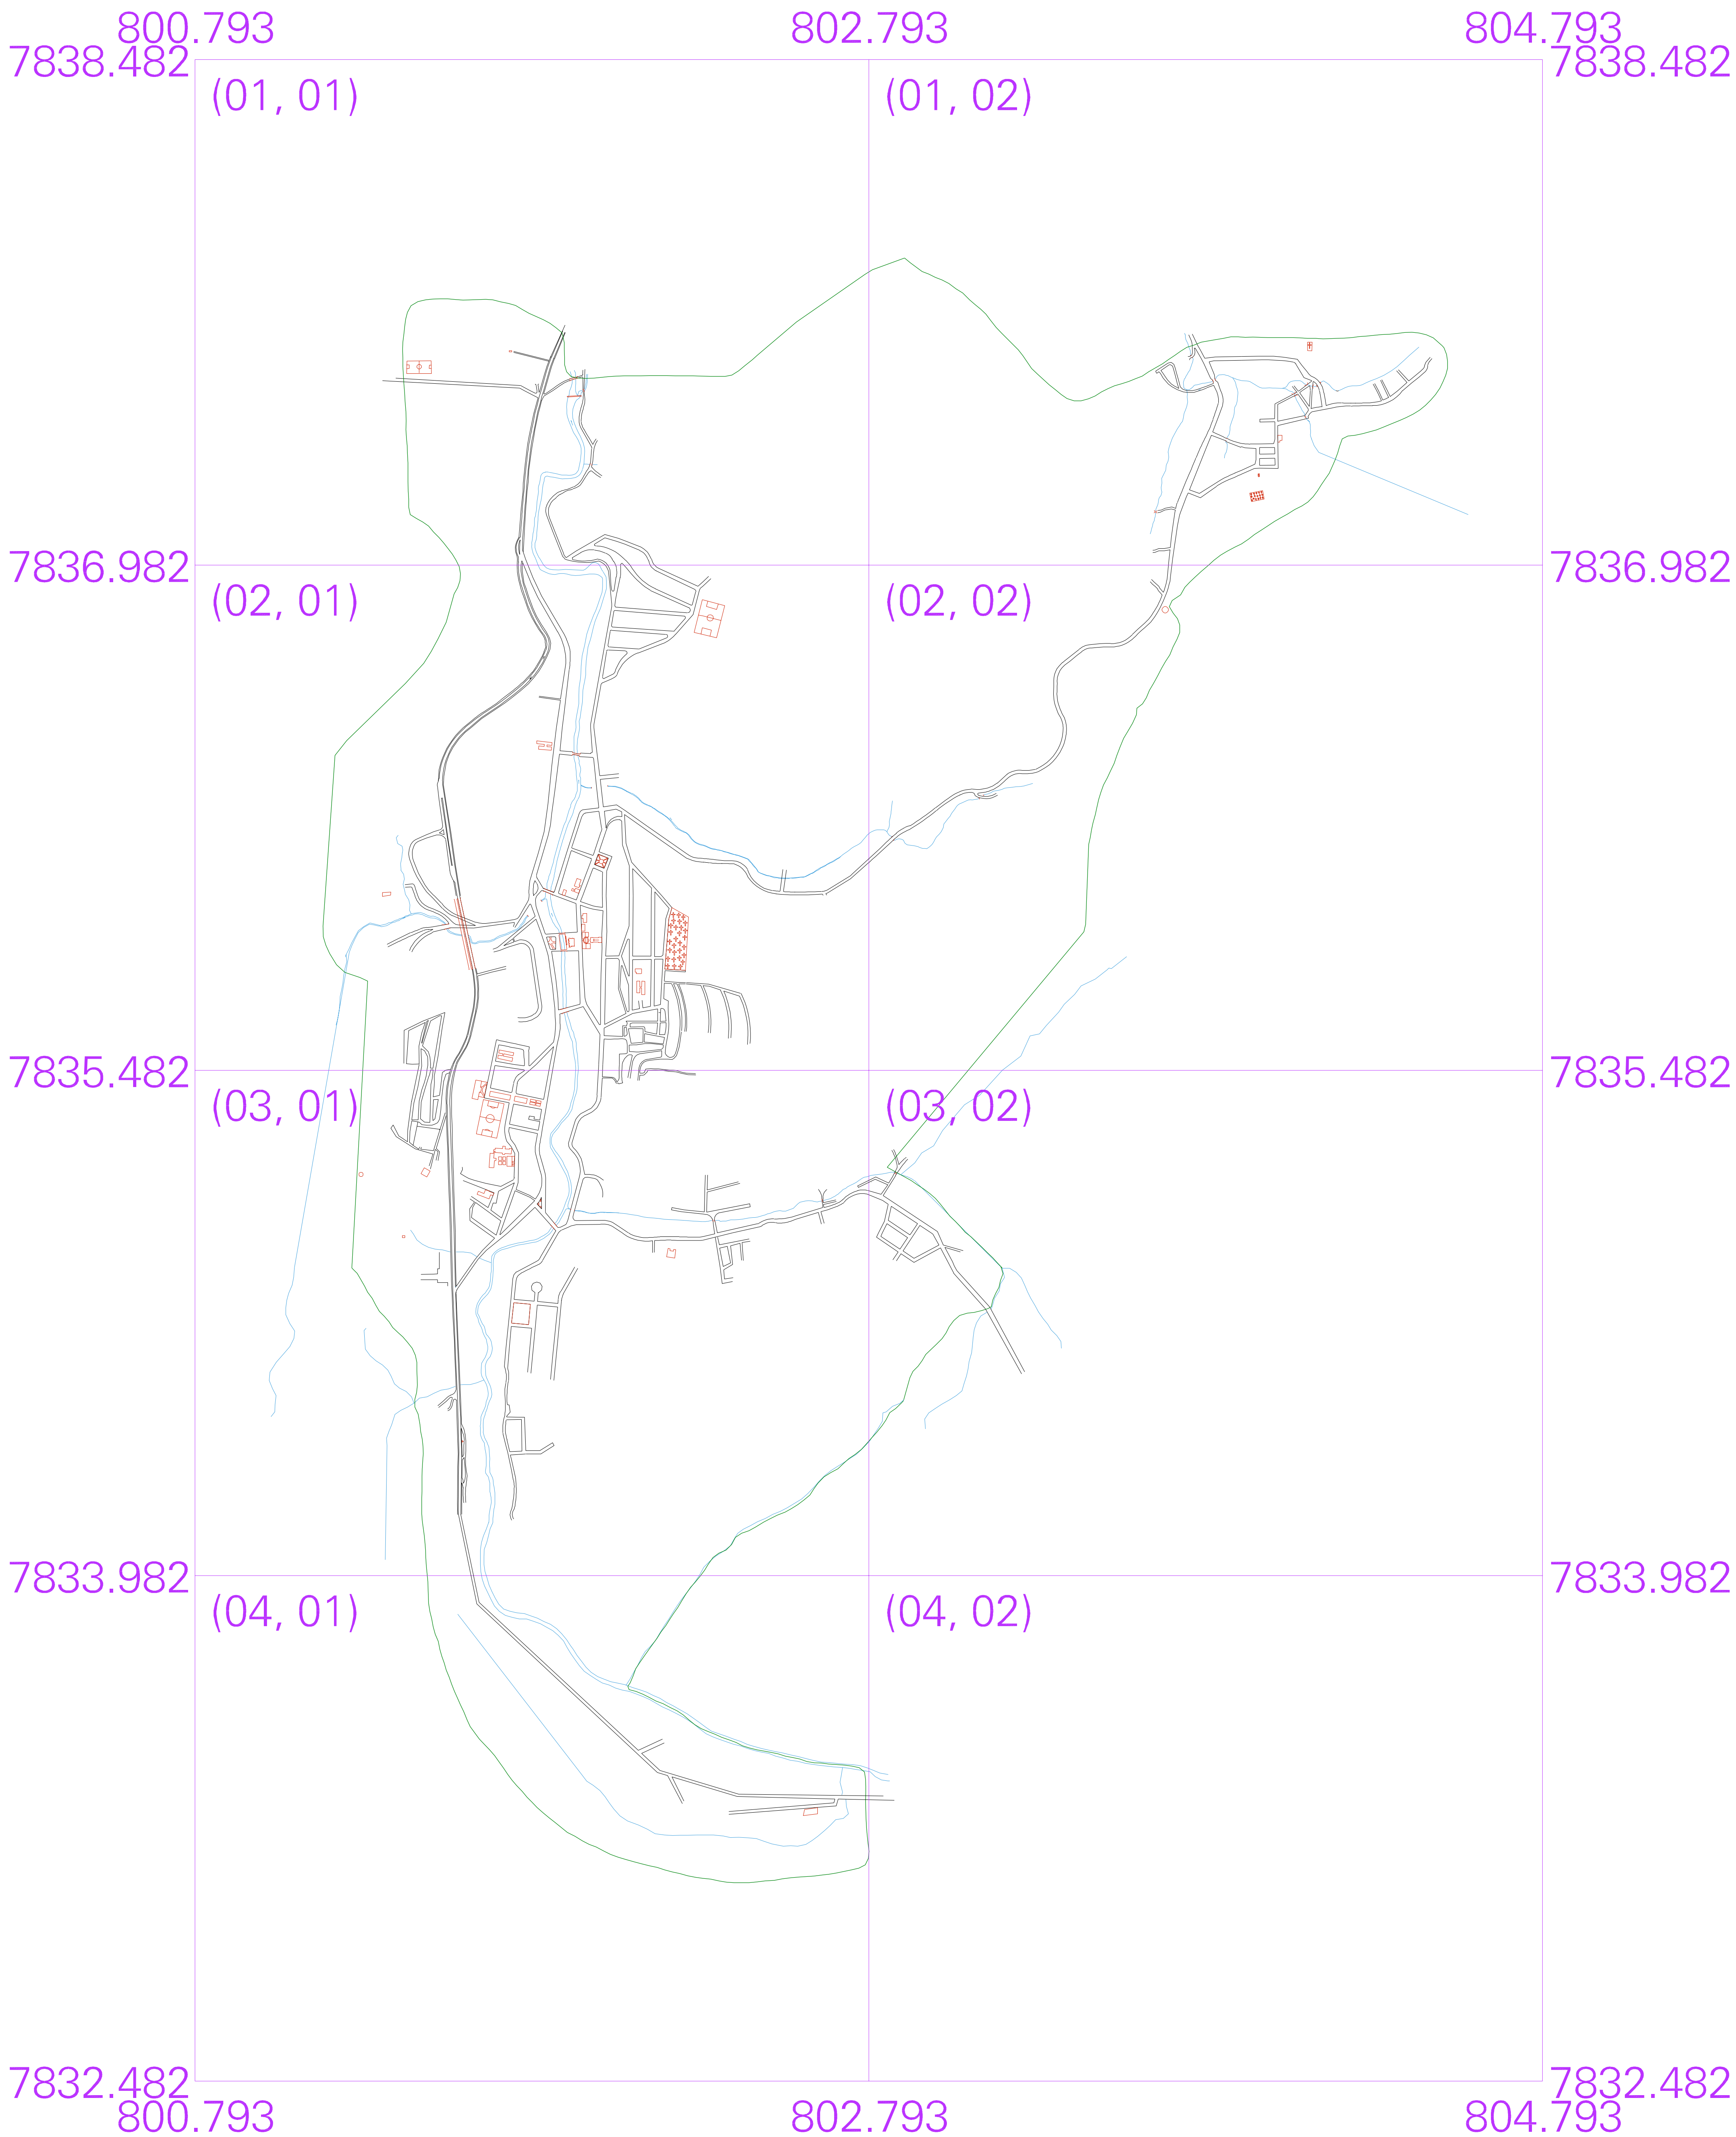 800.793 802.793 804.793
7838.482 7838.482
(01, 01) (01, 02)
7836.982 7836.982
(02, 01) (02, 02)
7835.482 7835.482
(03, 01) (03, 02)
7833.982 7833.982
(04, 01) (04, 02)
7832.482 7832.482
800.793 802.793 804.793